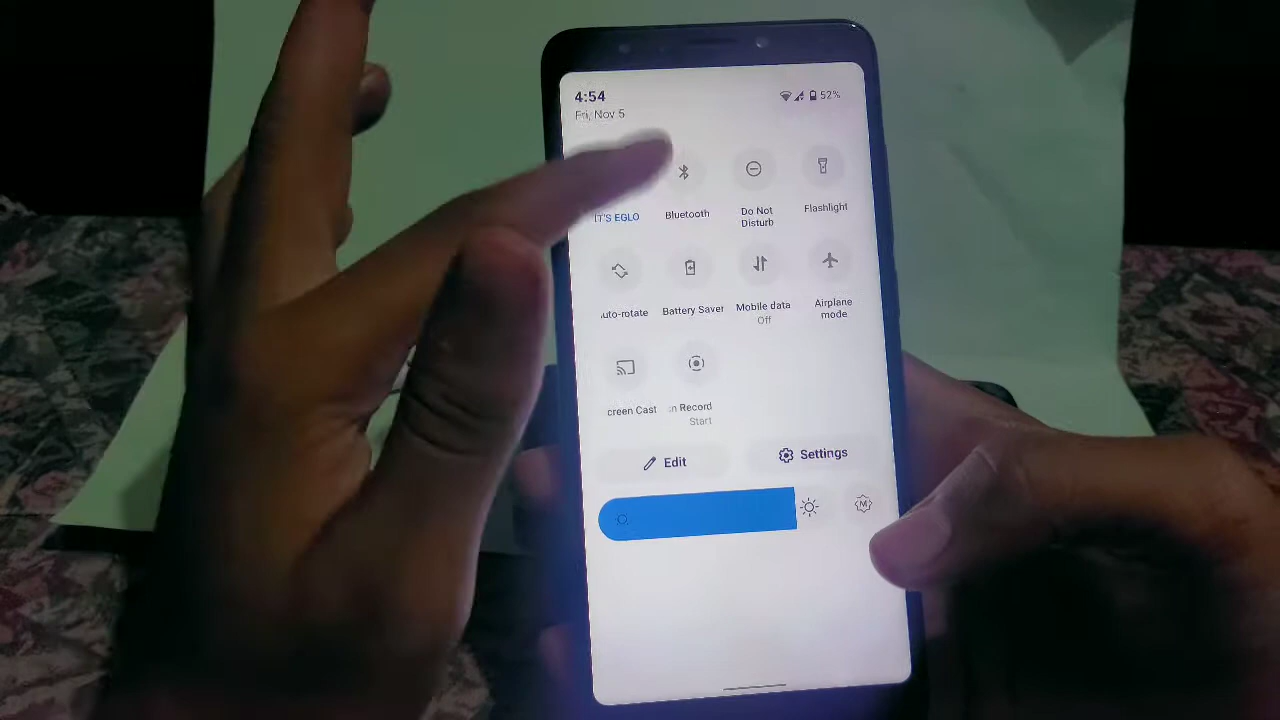 4:54
52%
Fri, Nov 5
IT'S EGLO
Bluetooth
Do Not
Disturb
Flashlight
uto-rotate
Battery Saver
Mobile data
Off
Airplane
mode
creen Cast
n Record
Start
Edit
Settings
M